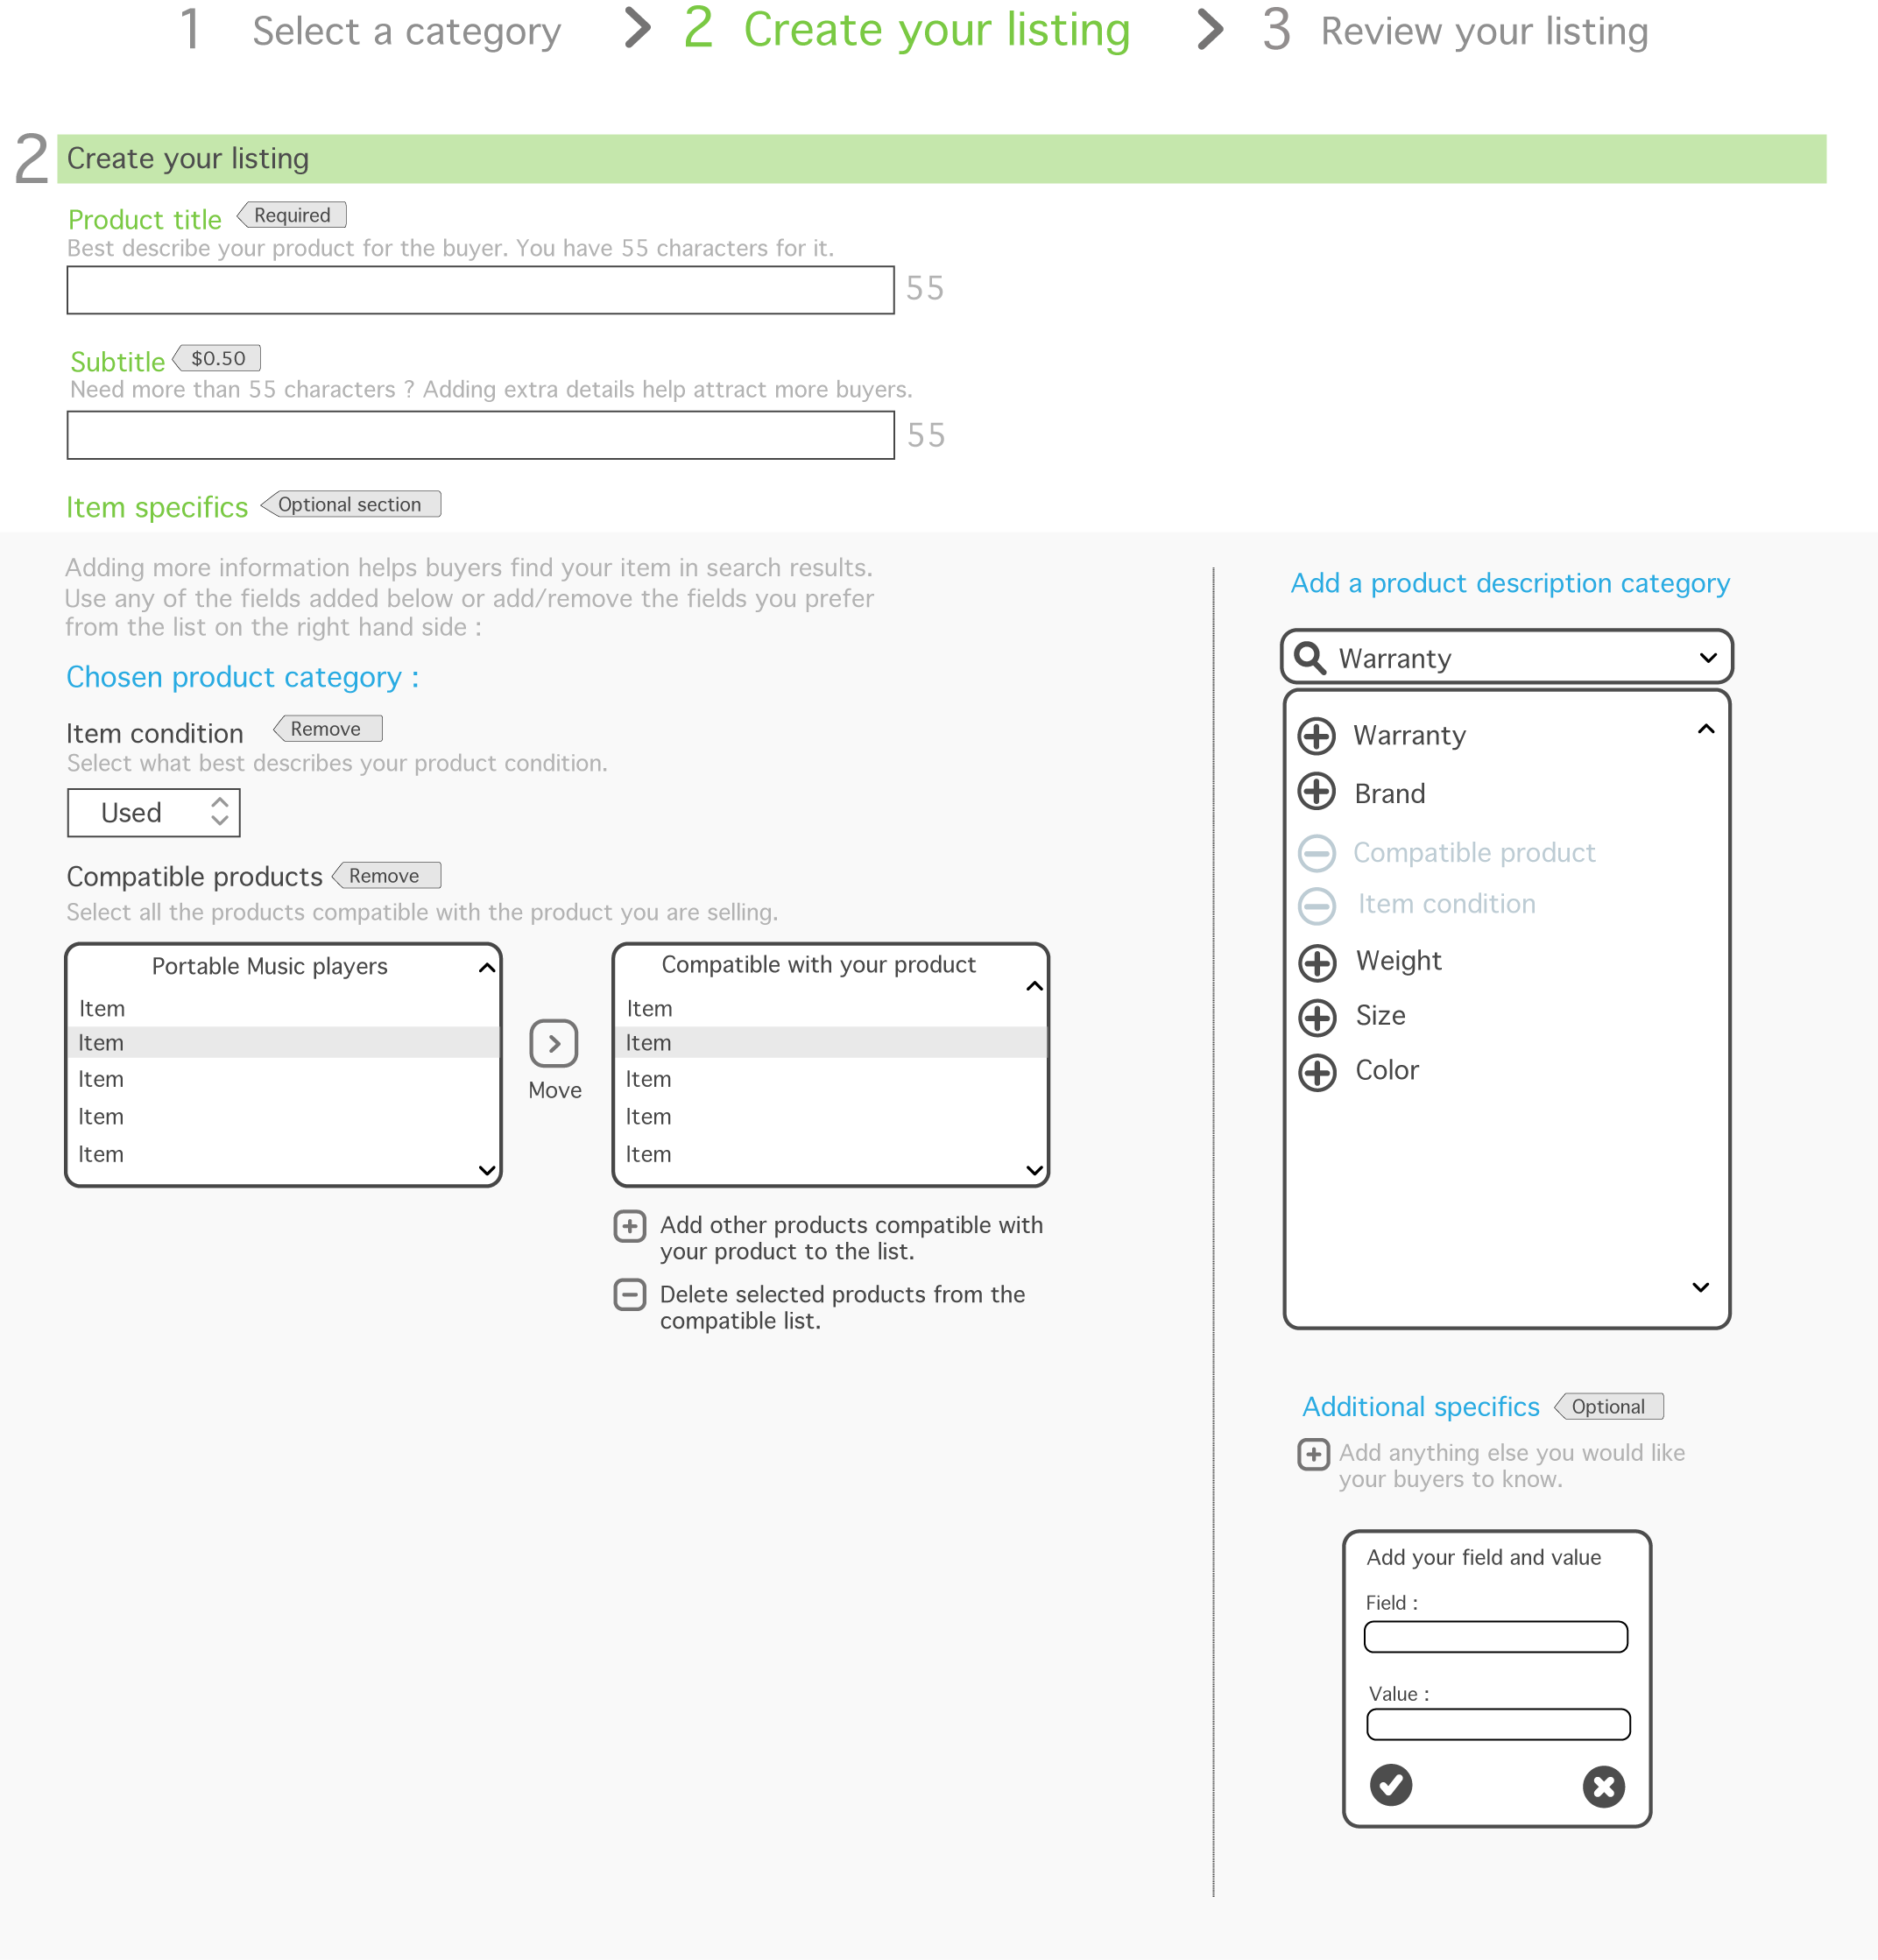 1 Select a category > 2 Create your listing > 3 Review your listing
2 Create your listing
Product title Required
Best describe your product for the buyer. You have 55 characters for it.
55
Subtitle $0.50
Need more than 55 characters ? Adding extra details help attract more buyers.
55
Item specifics Optional section
Adding more information helps buyers find your item in search results.
Use any of the fields added below or add/remove the fields you prefer
from the list on the right hand side :
Chosen product category :
Item condition Remove
Select what best describes your product condition.
Used
Compatible products Remove
Select all the products compatible with the product you are selling.
Portable Music players
Item
Item
Item
Item
Item
Move
Compatible with your product
Item
Item
Item
Item
Item
Add other products compatible with
your product to the list.
Delete selected products from the
compatible list.
Add a product description category
Warranty
Warranty
Brand
Compatible product
Item condition
Weight
Size
Color
Additional specifics Optional
Add anything else you would like
your buyers to know.
Add your field and value
Field :
Value :